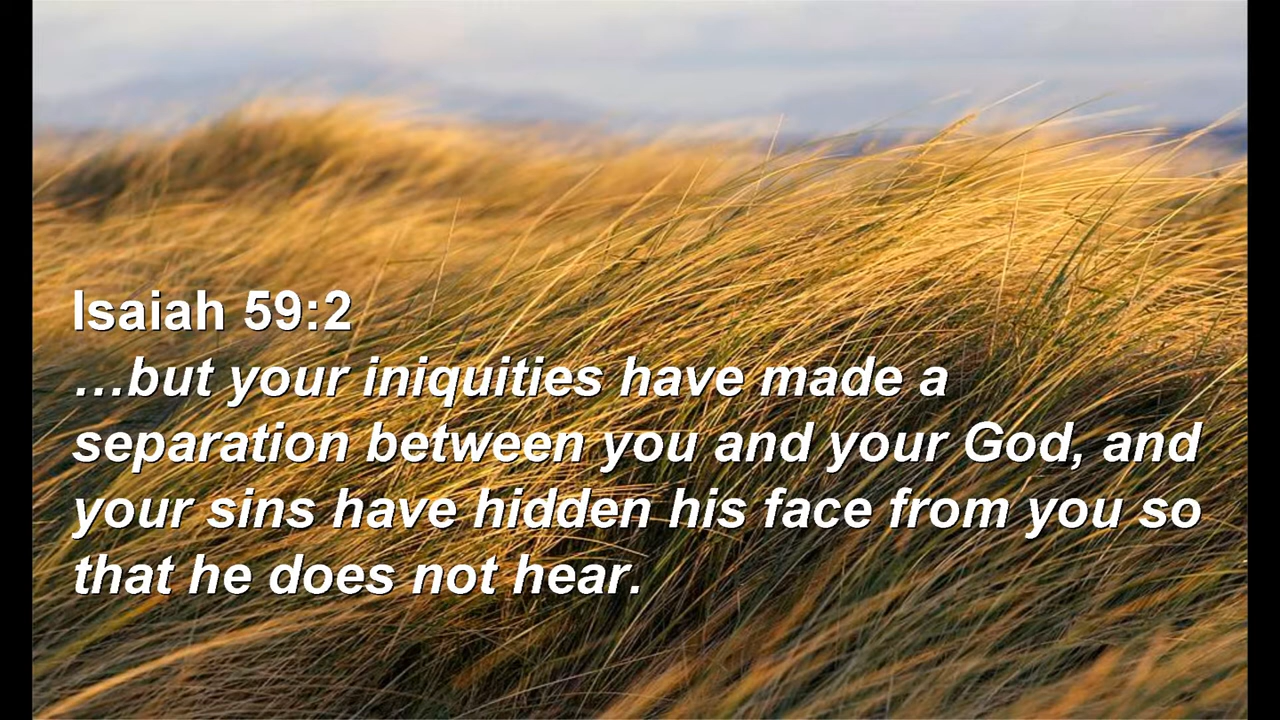 Isaiah 59:2
…but your iniquities have made a
separation between you and your God, and
your sins have hidden his face from you so
that he does not hear.